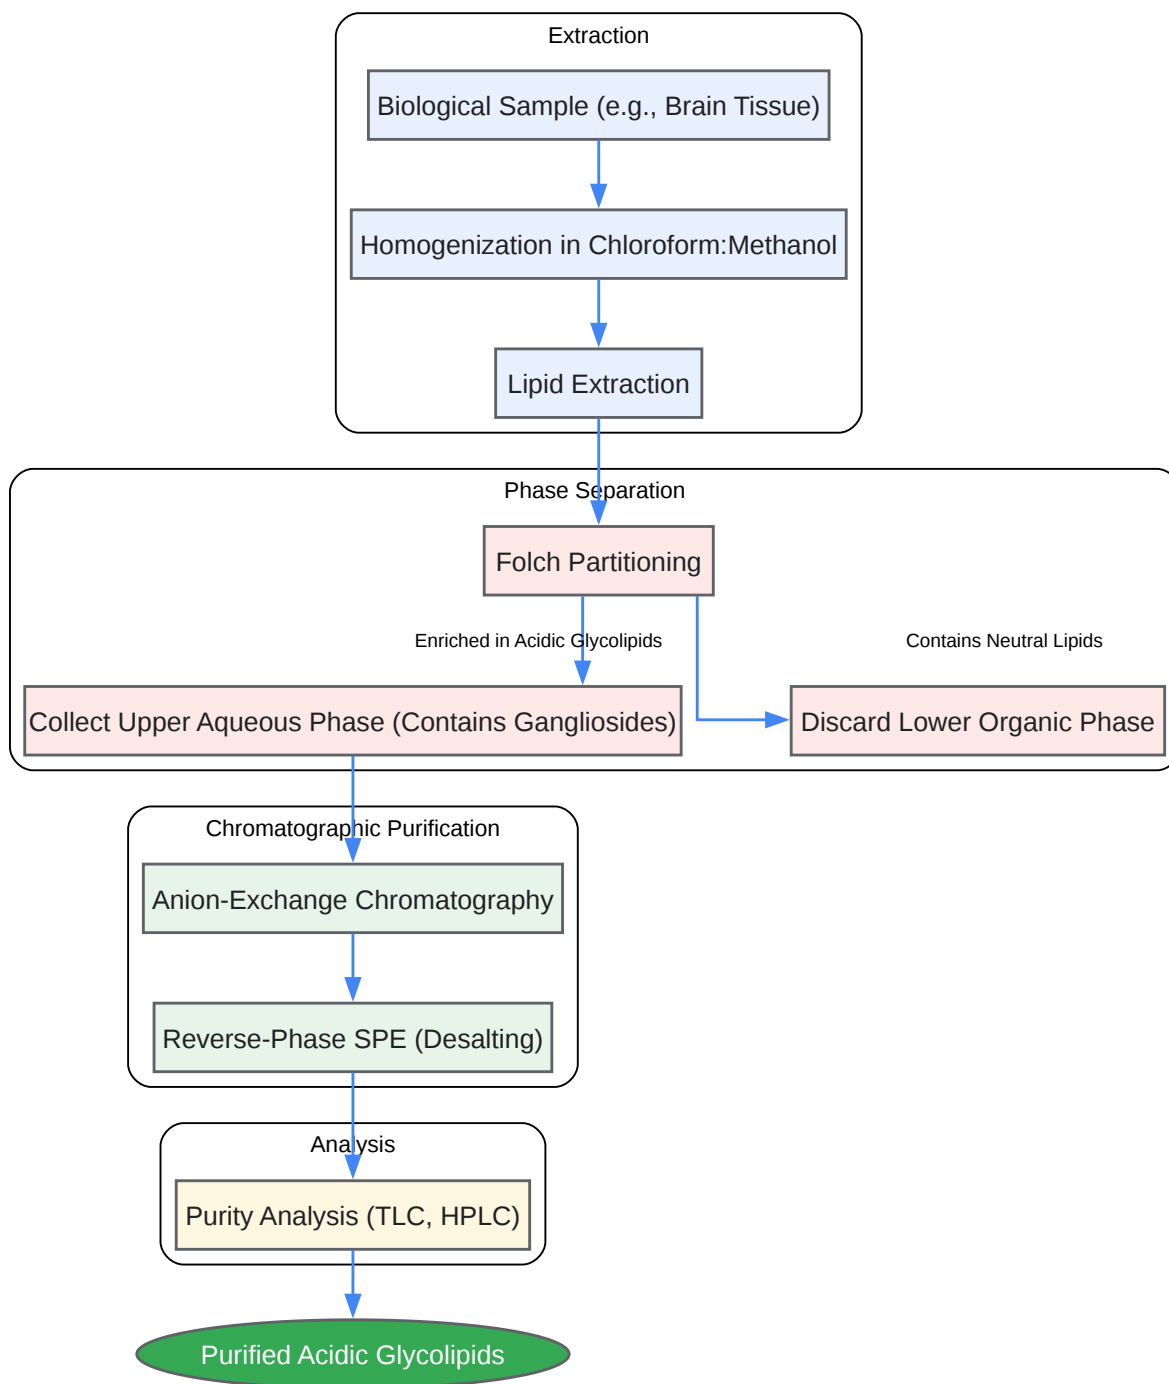 Extraction
Biological Sample (e.g., Brain Tissue)
Homogenization in Chloroform:Methanol
Lipid Extraction
Phase Separation
Folch Partitioning
Enriched in Acidic Glycolipids
Contains Neutral Lipids
Collect Upper Aqueous Phase (Contains Gangliosides)
Discard Lower Organic Phase
Chromatographic Purification
Anion-Exchange Chromatography
Reverse-Phase SPE (Desalting)
Analysis
Purity Analysis (TLC, HPLC)
Purified Acidic Glycolipids